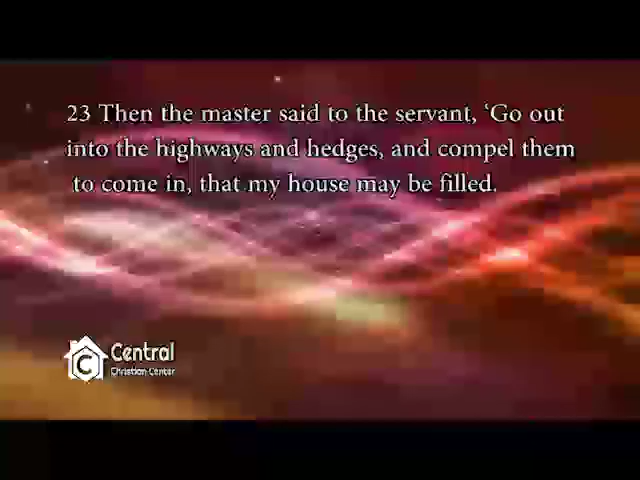 23 Then the master said to the servant, ‘Go out
into the highways and hedges, and compel them
to come in, that my house may be filled.
C
Central
Christian Center